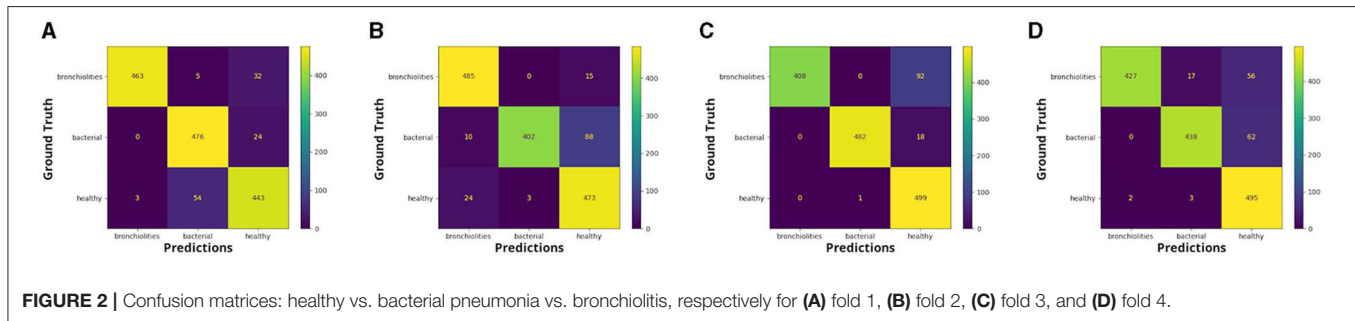 A
Ground Truth
bronchiolities
bacterial
healthy
463 5 32
0 476 24
3 54 443
bronchiolities bacterial healthy
Predictions
400
300
200
100
0
B
Ground Truth
bronchiolities
bacterial
healthy
485 0 15
10 402 88
24 3 473
bronchiolities bacterial healthy
Predictions
400
300
200
100
0
C
Ground Truth
bronchiolities
bacterial
healthy
408 0 92
0 482 18
0 1 499
bronchiolities bacterial healthy
Predictions
400
300
200
100
0
D
Ground Truth
bronchiolities
bacterial
healthy
427 17 56
0 438 62
2 3 495
bronchiolities bacterial healthy
Predictions
400
300
200
100
0
FIGURE 2 | Confusion matrices: healthy vs. bacterial pneumonia vs. bronchiolitis, respectively for (A) fold 1, (B) fold 2, (C) fold 3, and (D) fold 4.